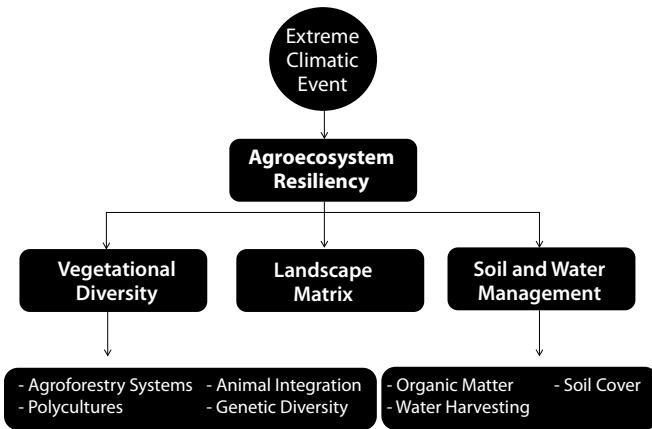 Extreme
Climatic
Event
Agroecosystem
Resiliency
Vegetational
Diversity
Landscape
Matrix
Soil and Water
Management
- Agroforestry Systems - Animal Integration
- Polycultures - Genetic Diversity
- Organic Matter - Soil Cover
- Water Harvesting